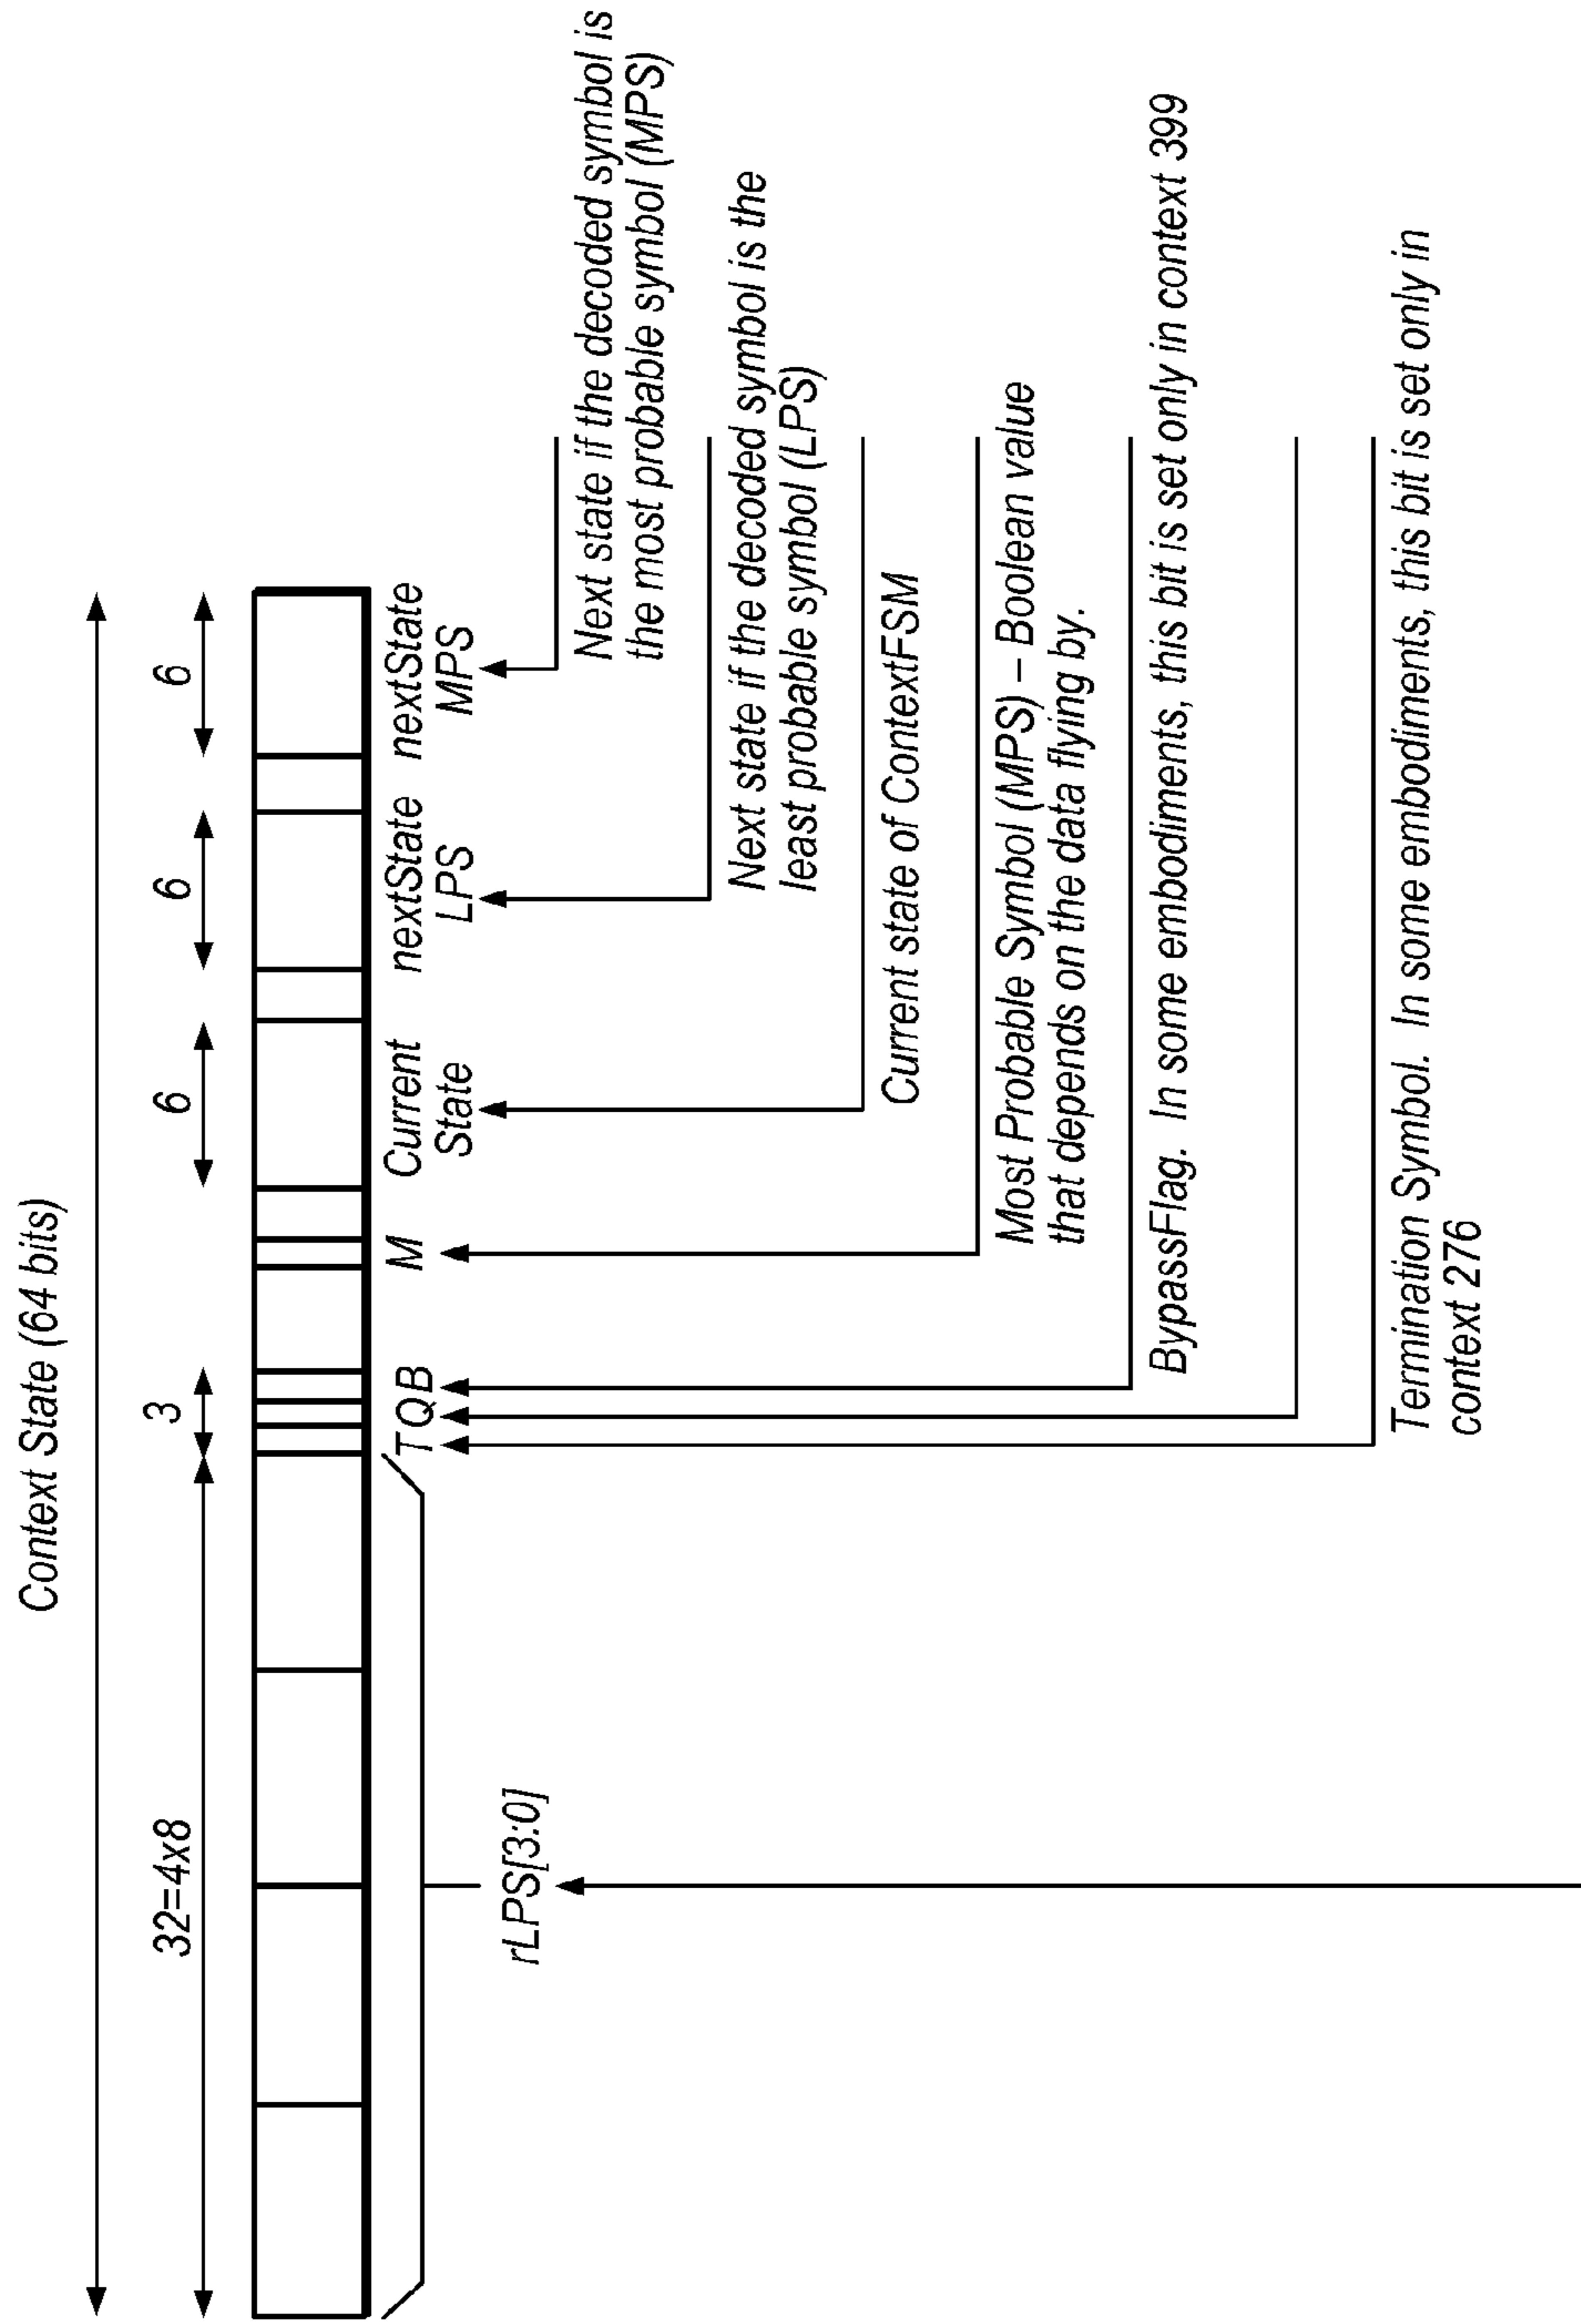 Context State (64 bits)
32=4x8
3
6
6
6
T Q B
M
Current
State
nextState
LPS
nextState
MPS
rLPS[3:0]
Next state if the decoded symbol is
the most probable symbol (MPS)
Next state if the decoded symbol is the
least probable symbol (LPS)
Current state of ContextFSM
Most Probable Symbol (MPS) – Boolean value
that depends on the data flying by.
BypassFlag. In some embodiments, this bit is set only in context 399
Termination Symbol. In some embodiments, this bit is set only in
context 276